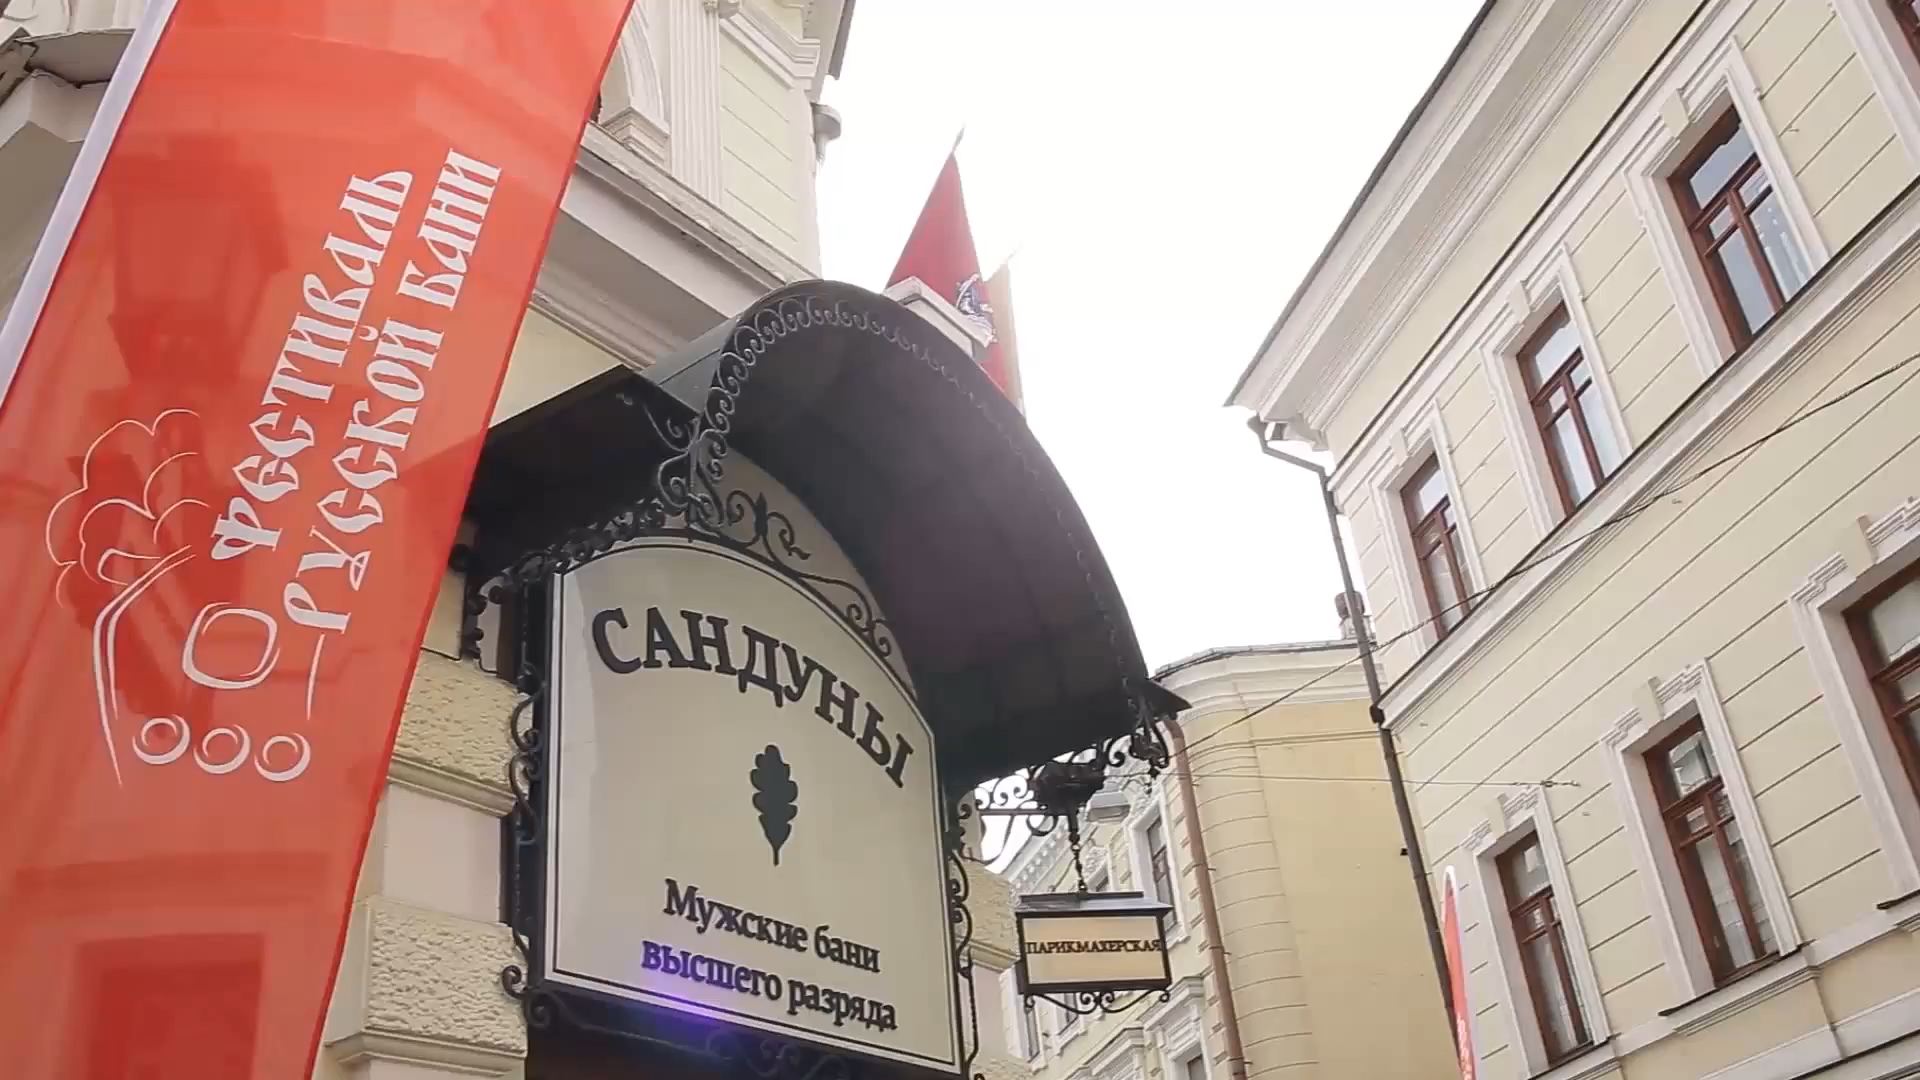 Фестиваль
русской бани
САНДУНЫ
Мужские бани
высшего разряда
ПАРИКМАХЕРСКАЯ